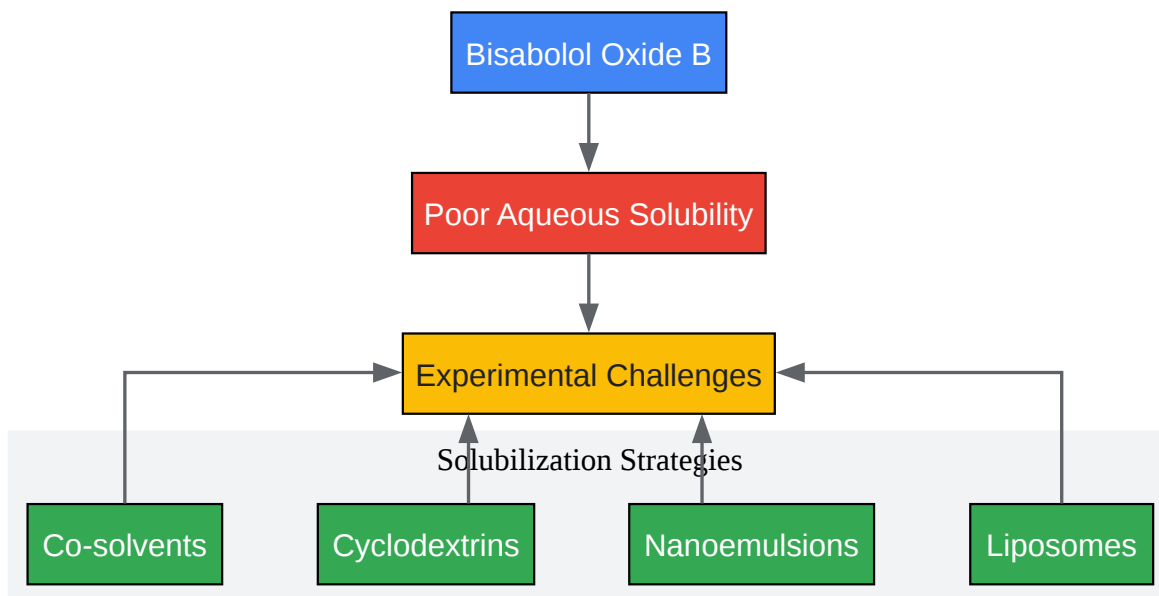 Bisabolol Oxide B
Poor Aqueous Solubility
Experimental Challenges
Solubilization Strategies
Co-solvents
Cyclodextrins
Nanoemulsions
Liposomes